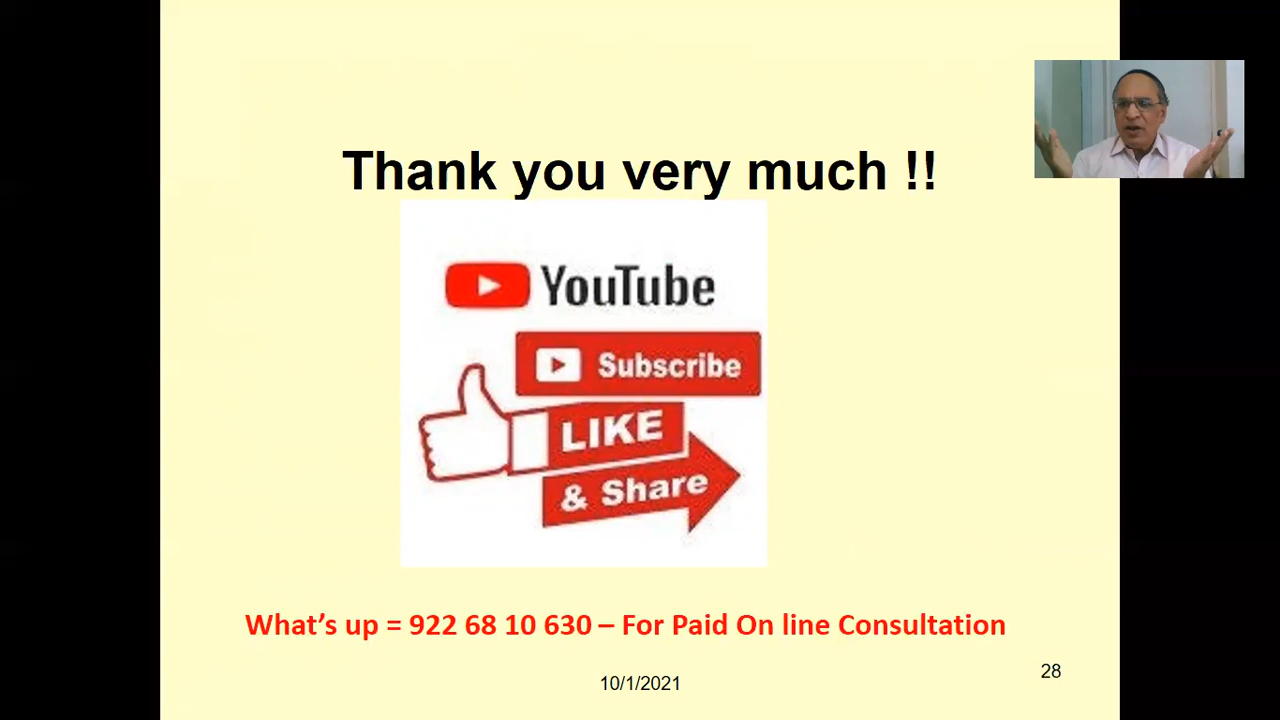 Thank you very much !!
YouTube
Subscribe
LIKE
& Share
What’s up = 922 68 10 630 – For Paid On line Consultation
10/1/2021
28